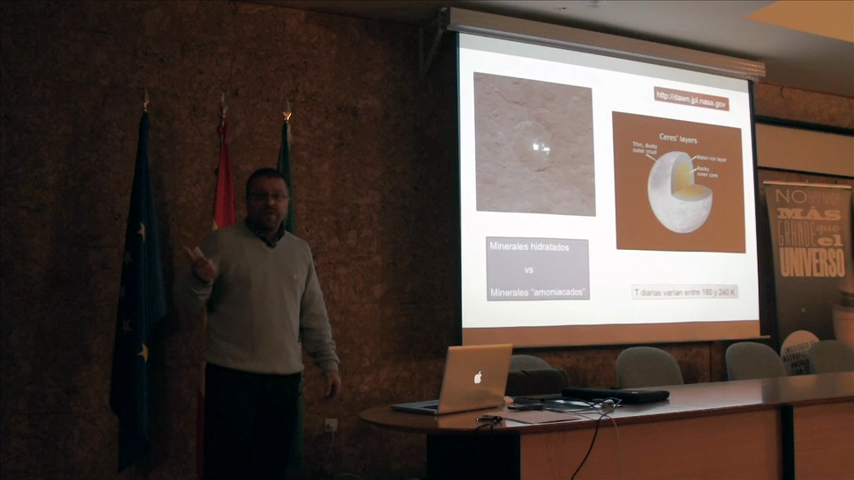 http://dawn.jpl.nasa.gov
Ceres' layers
Thin, dusty
outer crust
Water-ice layer
Rocky
inner core
Minerales hidratados
vs
Minerales "amoniacados"
T diarias varían entre 180 y 240 K
NO
MÁS
GRANDE que
el
UNIVERSO